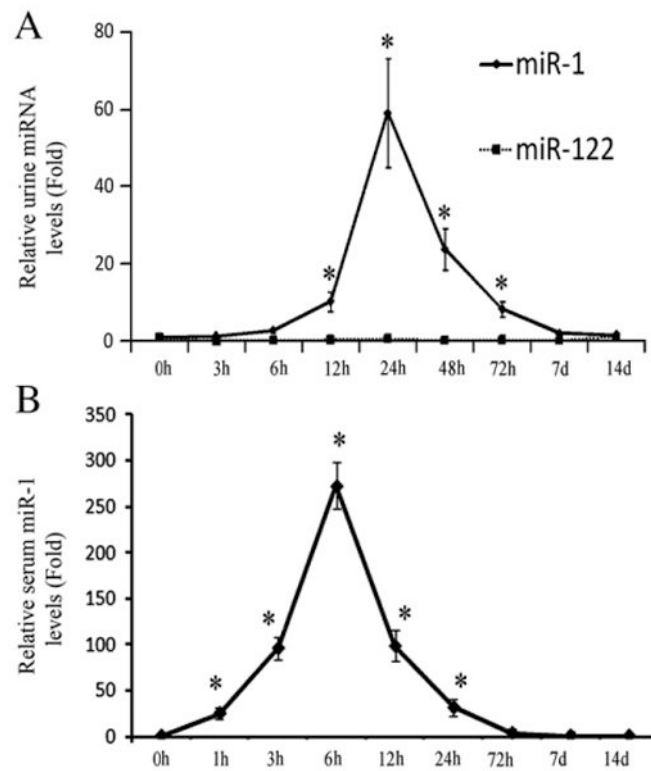 A
Relative urine miRNA
levels (Fold)
80
60
40
20
0
*
*
*
*
miR-1
miR-122
0h 3h 6h 12h 24h 48h 72h 7d 14d
B
Relative serum miR-1
levels (Fold)
350
300
250
200
150
100
50
0
*
*
*
*
*
0h 1h 3h 6h 12h 24h 72h 7d 14d